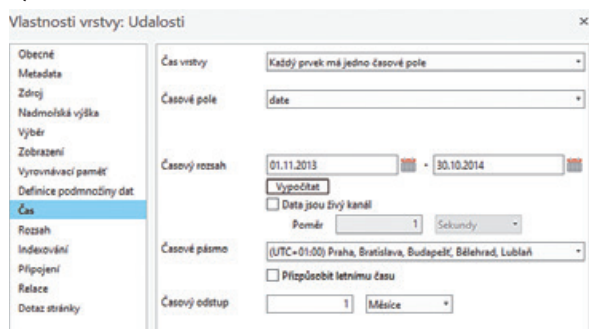 Vlastnosti vrstvy: Udalosti
×
Obecné
Metadata
Zdroj
Nadmořská výška
Výběr
Zobrazení
Vyrovnávací paměť
Definice podmnožiny dat
Čas
Rozsah
Indexování
Připojení
Relace
Dotaz stránky
Čas vrstvy Každý prvek má jedno časové pole
Časové pole date
Časový rozsah 01.11.2013 - 30.10.2014
Vypočítat
Data jsou živý kanál
Poměr 1 Sekundy
Časové pásmo (UTC+01:00) Praha, Bratislava, Budapešť, Bělehrad, Lublaň
Přizpůsobit letnímu času
Časový odstup 1 Měsíce